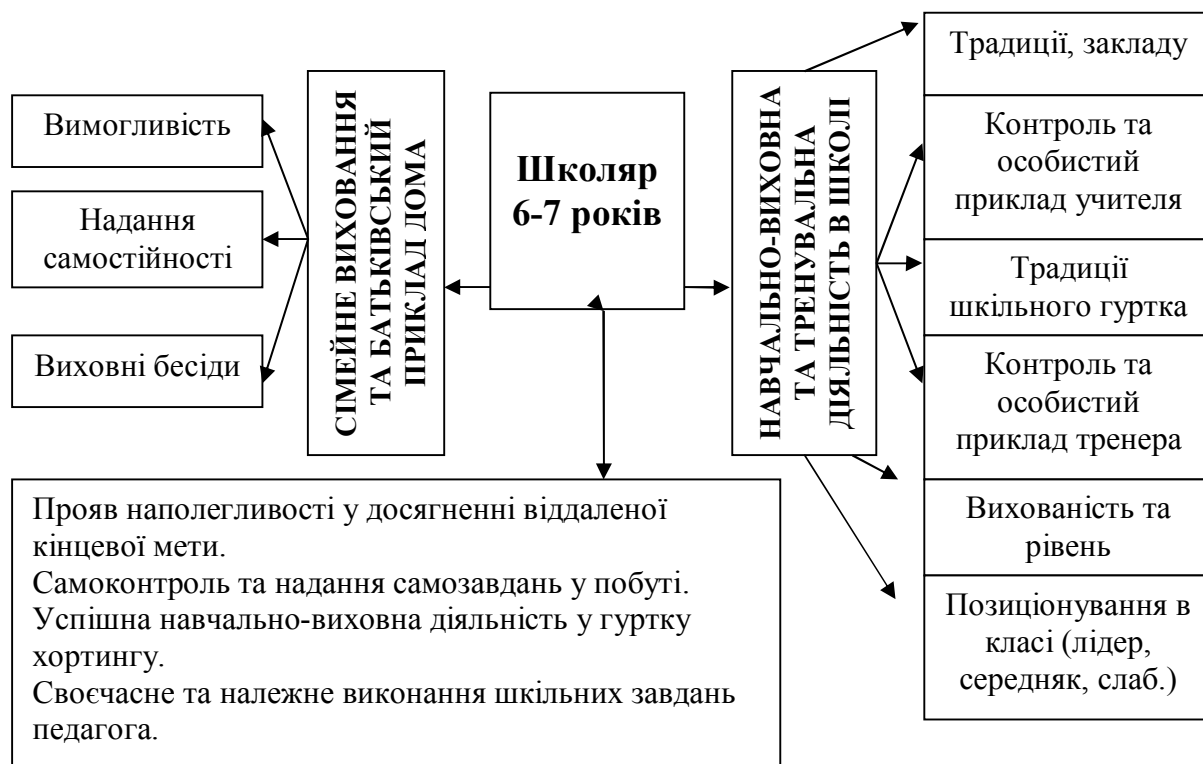 Вимогливість
Надання
самостійності
Виховні бесіди
СІМЕЙНЕ ВИХОВАННЯ
ТА БАТЬКІВСЬКИЙ
ПРИКЛАД ДОМА
Школяр
6-7 років
НАВЧАЛЬНО-ВИХОВНА
ТА ТРЕНУВАЛЬНА
ДІЯЛЬНІСТЬ В ШКОЛІ
Традиції, закладу
Контроль та
особистий
приклад учителя
Традиції
шкільного гуртка
Контроль та
особистий
приклад тренера
Вихованість та
рівень
Позиціонування в
класі (лідер,
середняк, слаб.)
Прояв наполегливості у досягненні віддаленої
кінцевої мети.
Самоконтроль та надання самозавдань у побуті.
Успішна навчально-виховна діяльність у гуртку
хортингу.
Своєчасне та належне виконання шкільних завдань
педагога.